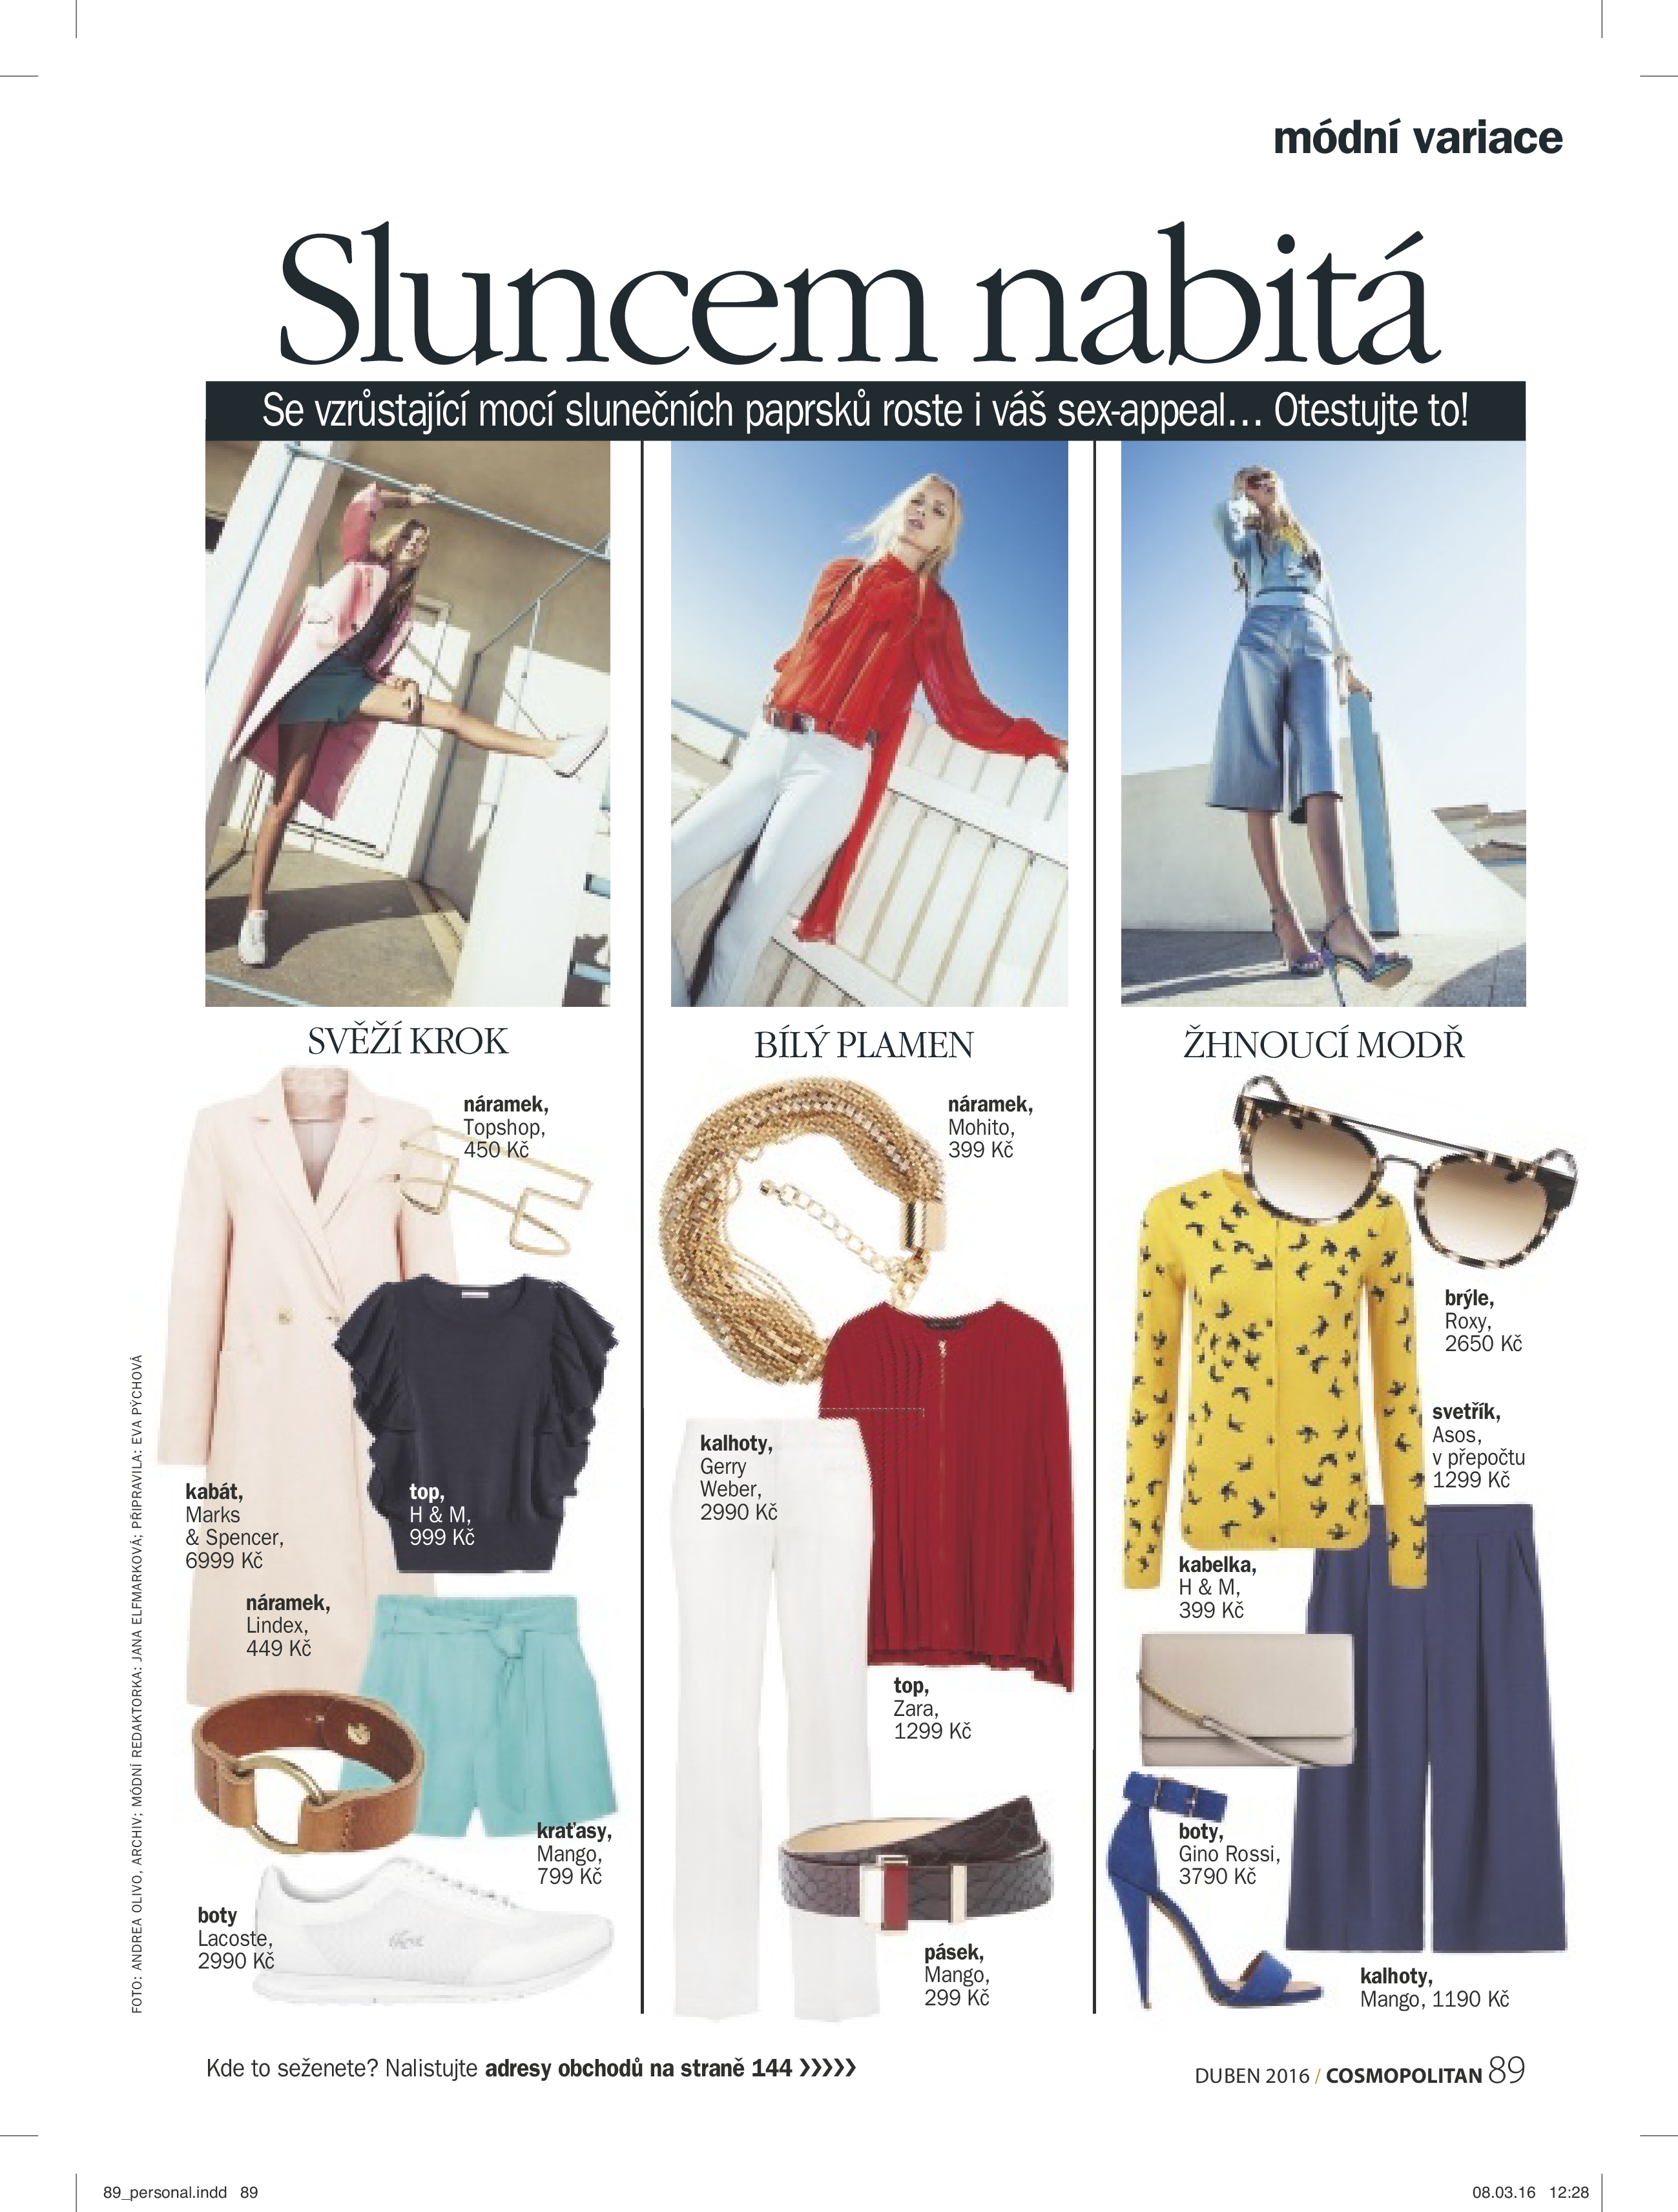 módní variace
Sluncem nabitá
Se vzrůstající mocí slunečních paprsků roste i váš sex-appeal… Otestujte to!
SVĚŽÍ KROK
náramek,
Topshop,
450 Kč
kabát,
Marks
& Spencer,
6999 Kč
top,
H & M,
999 Kč
náramek,
Lindex,
449 Kč
kraťasy,
Mango,
799 Kč
boty
Lacoste,
2990 Kč
BÍLÝ PLAMEN
náramek,
Mohito,
399 Kč
kalhoty,
Gerry
Weber,
2990 Kč
top,
Zara,
1299 Kč
pásek,
Mango,
299 Kč
ŽHNOUCÍ MODŘ
brýle,
Roxy,
2650 Kč
svetřík,
Asos,
v přepočtu
1299 Kč
kabelka,
H & M,
399 Kč
boty,
Gino Rossi,
3790 Kč
kalhoty,
Mango, 1190 Kč
FOTO: ANDREA OLIVO, ARCHIV; MÓDNÍ REDAKTORKA: JANA ELFMARKOVÁ; PŘIPRAVILA: EVA PÝCHOVÁ
Kde to seženete? Nalistujte adresy obchodů na straně 144 ❯❯❯❯❯
DUBEN 2016 / COSMOPOLITAN 89
89_personal.indd 89
08.03.16 12:28